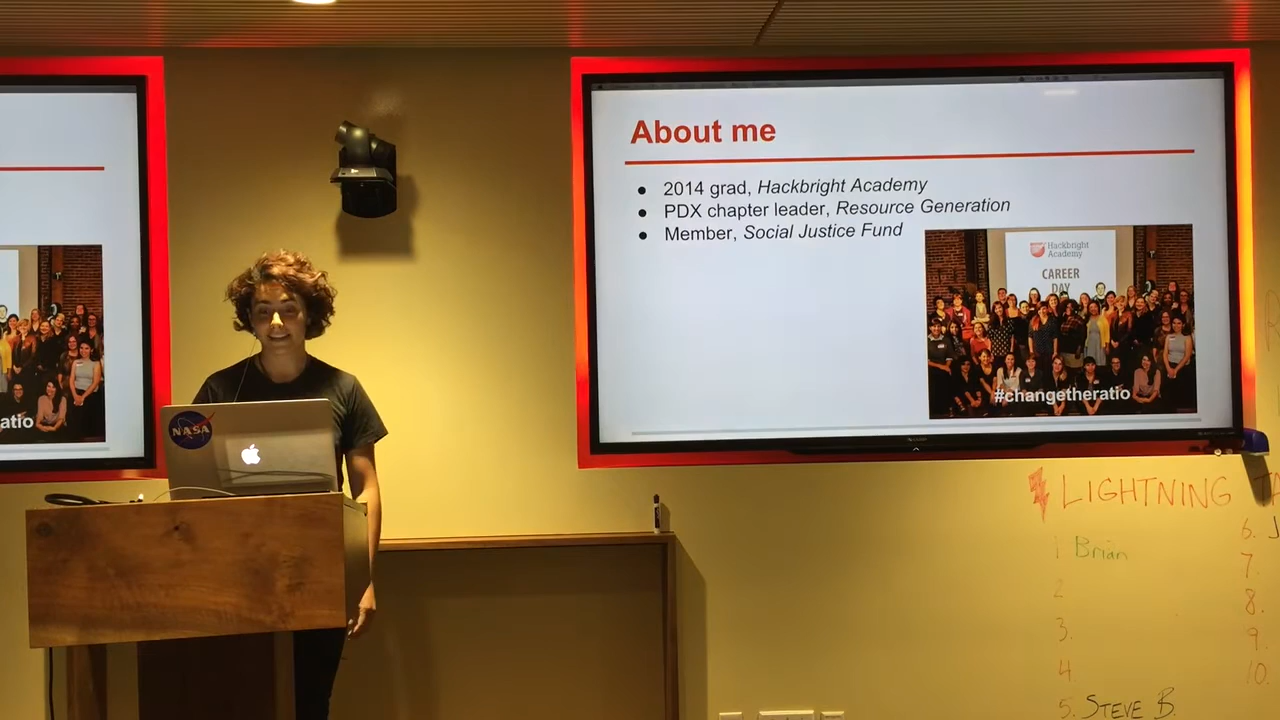 About me
● 2014 grad, Hackbright Academy
● PDX chapter leader, Resource Generation
● Member, Social Justice Fund
Hackbright
Academy
CAREER
DAY
#changetheratio
atio
NASA
LIGHTNING
1 Brian
2
3.
4
5. STEVE B.
6. J
7.
8.
9.
10.